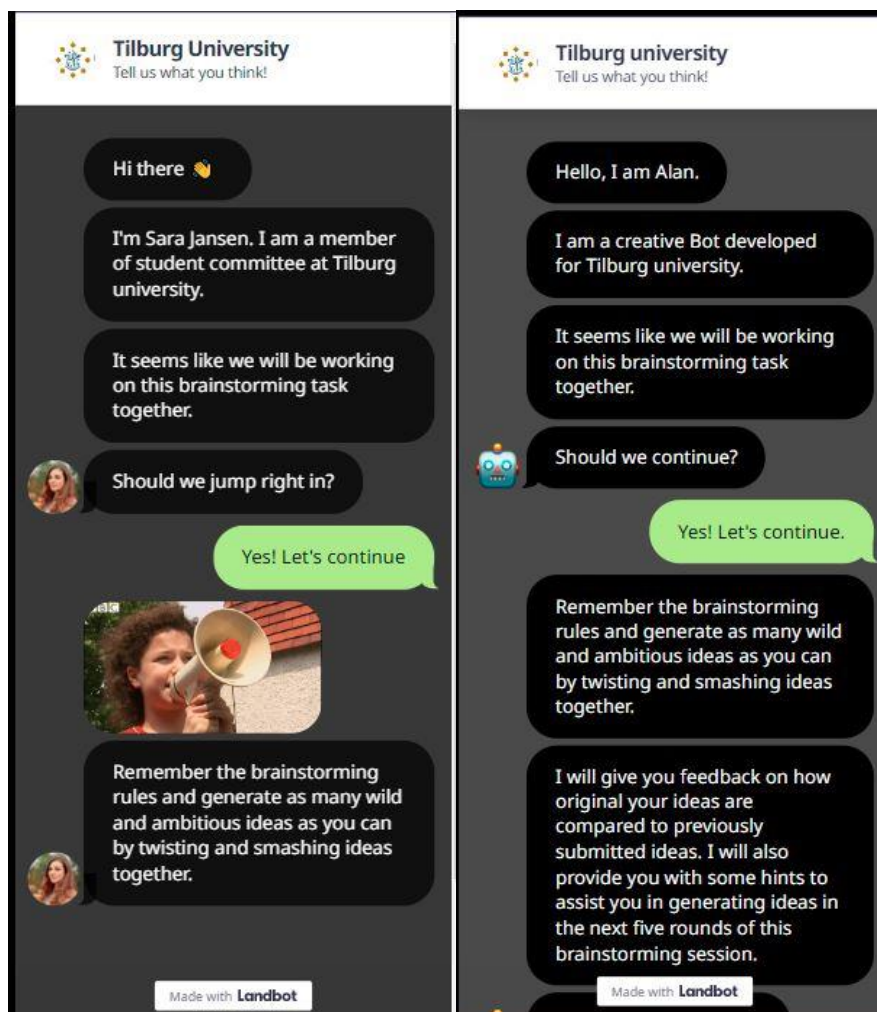 Tilburg University
Tell us what you think!
Hi there
I'm Sara Jansen. I am a member
of student committee at Tilburg
university.
It seems like we will be working
on this brainstorming task
together.
Should we jump right in?
Yes! Let's continue
BBC
Remember the brainstorming
rules and generate as many wild
and ambitious ideas as you can
by twisting and smashing ideas
together.
Made with Landbot
Tilburg university
Tell us what you think!
Hello, I am Alan.
I am a creative Bot developed
for Tilburg university.
It seems like we will be working
on this brainstorming task
together.
Should we continue?
Yes! Let's continue.
Remember the brainstorming
rules and generate as many wild
and ambitious ideas as you can
by twisting and smashing ideas
together.
I will give you feedback on how
original your ideas are
compared to previously
submitted ideas. I will also
provide you with some hints to
assist you in generating ideas in
the next five rounds of this
brainstorming session.
Made with Landbot